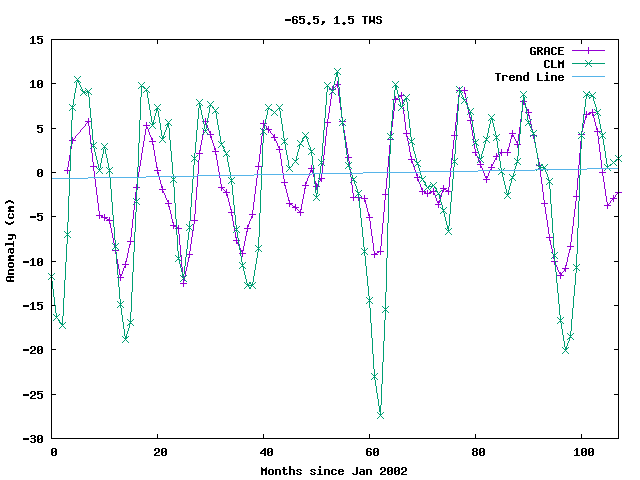 -65.5, 1.5 TWS
GRACE
CLM
Trend Line
15
10
5
0
-5
-10
-15
-20
-25
-30
Anomaly (cm)
0 20 40 60 80 100
Months since Jan 2002